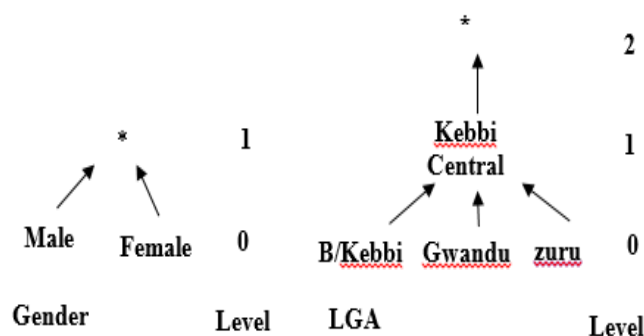 *
2
*
1
Kebbi
Central
1
Male
Female
0
B/Kebbi
Gwandu
zuru
0
Gender
Level
LGA
Level